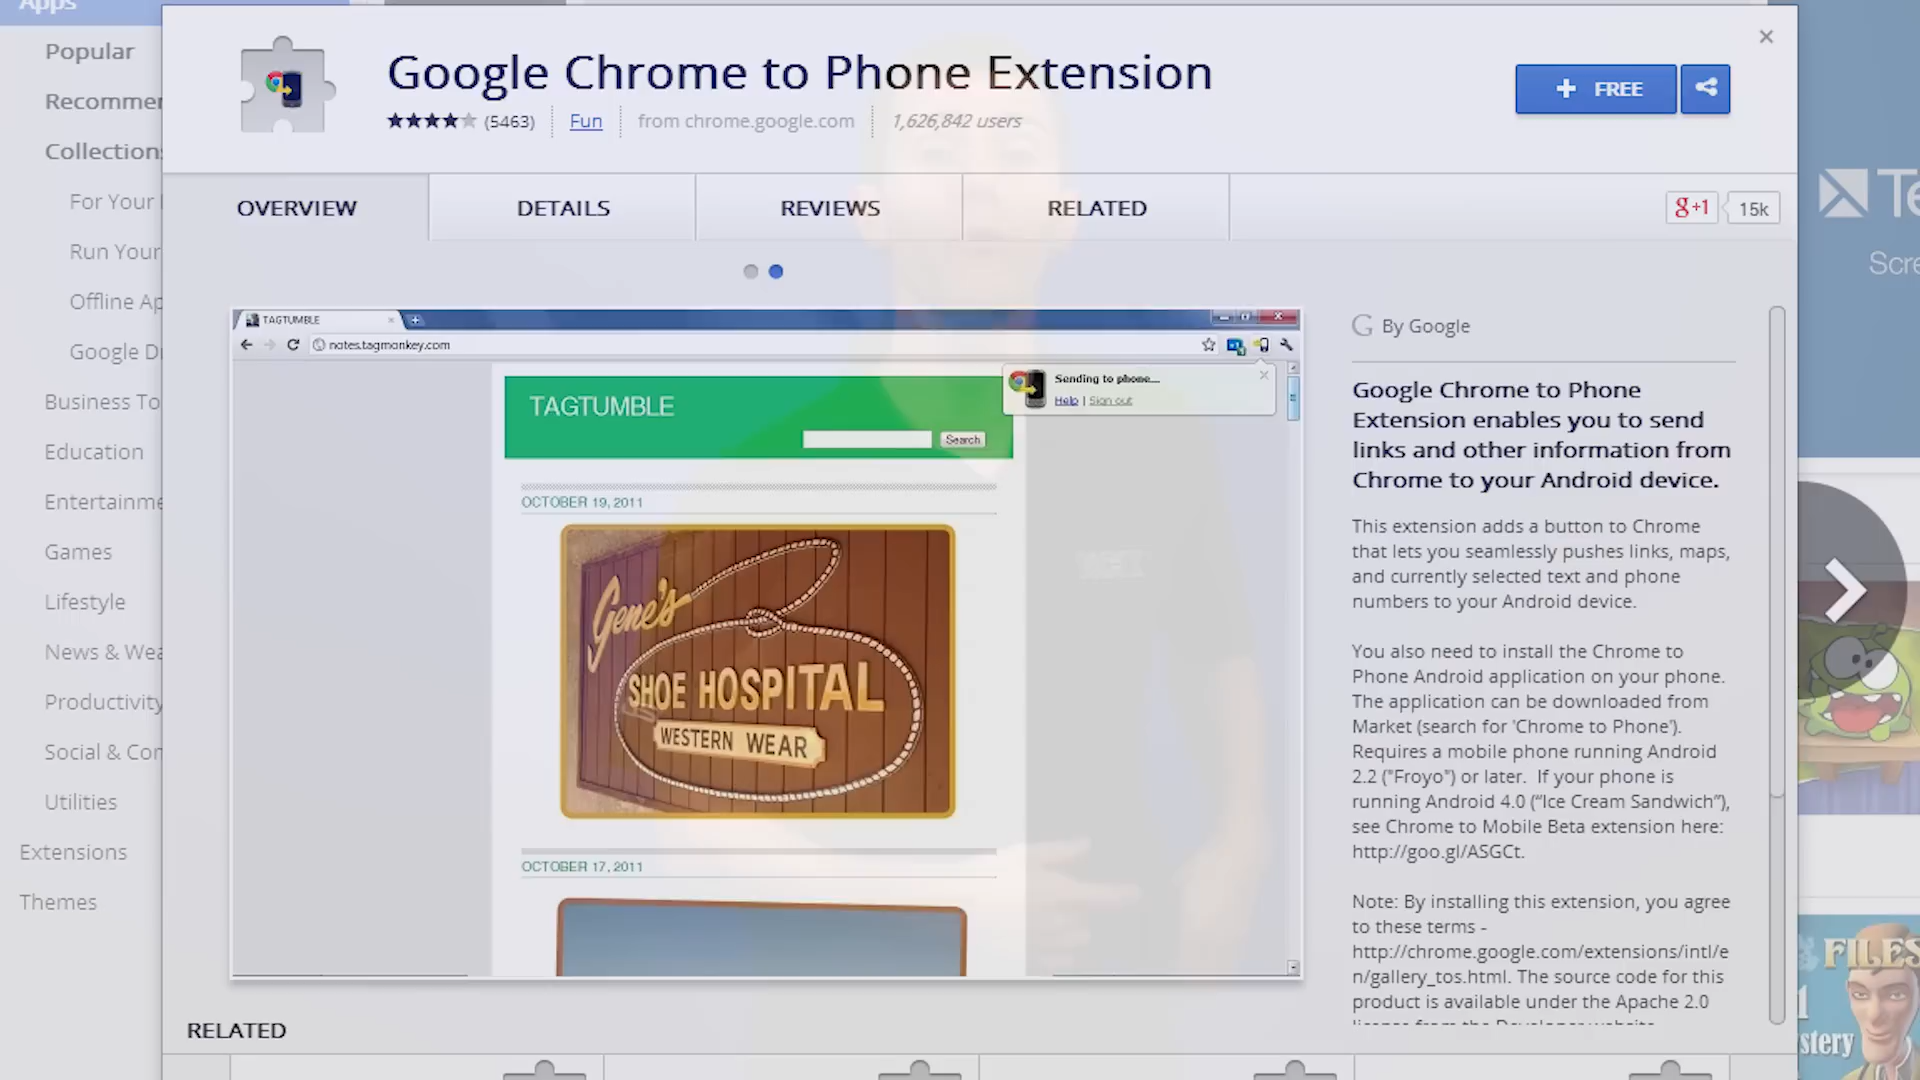 Apps
Popular
Recommer
Collections
For Your
Run Your
Offline Ap
Google Dr
Business To
Education
Entertainme
Games
Lifestyle
News & Wea
Productivity
Social & Cor
Utilities
Extensions
Themes
Google Chrome to Phone Extension
(5463)
Fun
from chrome.google.com
1,626,842 users
+ FREE
OVERVIEW
DETAILS
REVIEWS
RELATED
g+1
15k
TAGTUMBLE
notes.tagmonkey.com
Sending to phone...
Help | Sign out
TAGTUMBLE
Search
OCTOBER 19, 2011
Gene's
SHOE HOSPITAL
WESTERN WEAR
OCTOBER 17, 2011
By Google
Google Chrome to Phone
Extension enables you to send
links and other information from
Chrome to your Android device.
This extension adds a button to Chrome
that lets you seamlessly pushes links, maps,
and currently selected text and phone
numbers to your Android device.
You also need to install the Chrome to
Phone Android application on your phone.
The application can be downloaded from
Market (search for 'Chrome to Phone').
Requires a mobile phone running Android
2.2 ("Froyo") or later.  If your phone is
running Android 4.0 (“Ice Cream Sandwich”),
see Chrome to Mobile Beta extension here:
http://goo.gl/ASGCt.
Note: By installing this extension, you agree
to these terms -
http://chrome.google.com/extensions/intl/e
n/gallery_tos.html. The source code for this
product is available under the Apache 2.0
license from the Developer website
RELATED
Te
Scre
FILES
stery